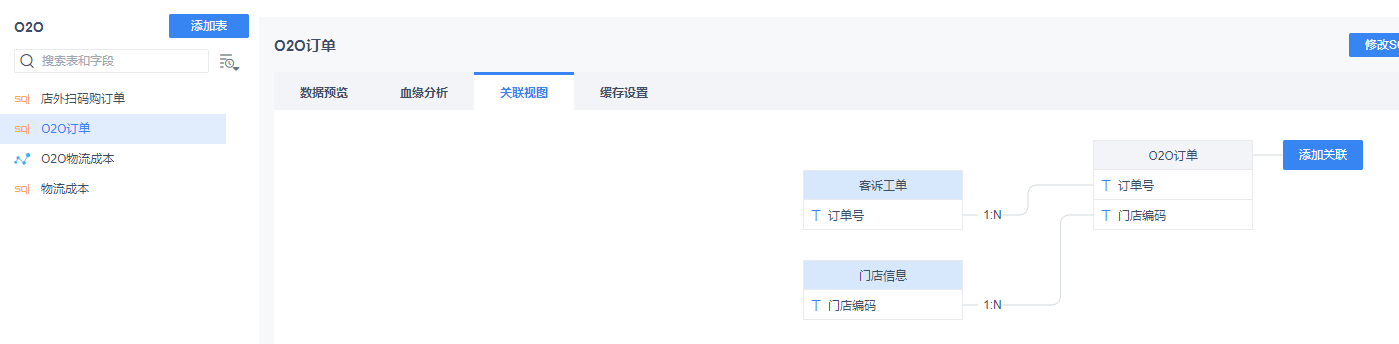 O2O
添加表
搜索表和字段
sql 店外扫码购订单
sql O2O订单
O2O物流成本
sql 物流成本
O2O订单
数据预览
血缘分析
关联视图
缓存设置
O2O订单
添加关联
T 订单号
T 门店编码
客诉工单
T 订单号
1:N
门店信息
T 门店编码
1:N